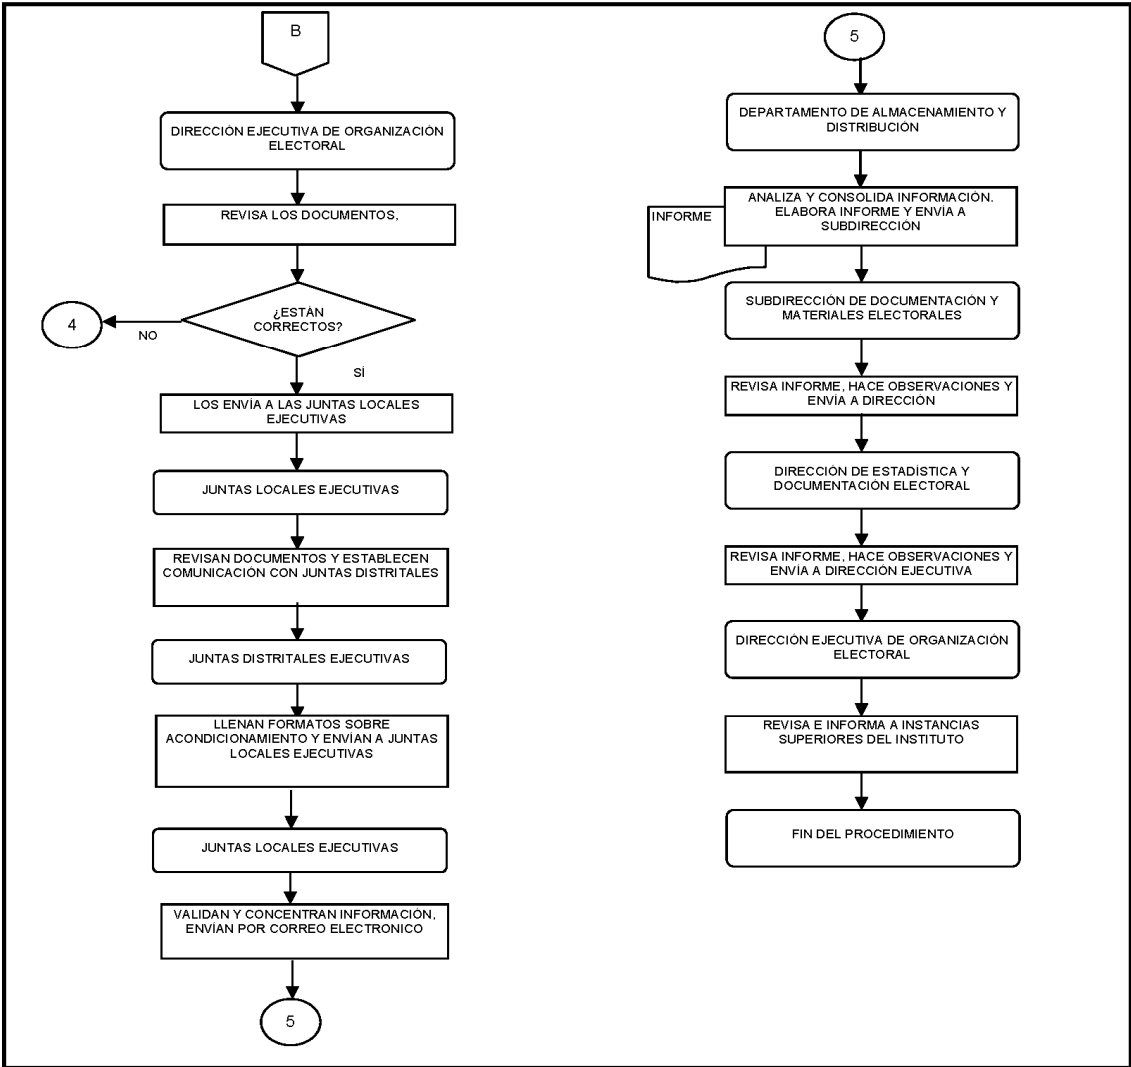 B
DIRECCIÓN EJECUTIVA DE ORGANIZACIÓN
ELECTORAL
REVISA LOS DOCUMENTOS,
¿ESTÁN
CORRECTOS?
4
NO
SÍ
LOS ENVÍA A LAS JUNTAS LOCALES
EJECUTIVAS
JUNTAS LOCALES EJECUTIVAS
REVISAN DOCUMENTOS Y ESTABLECEN
COMUNICACIÓN CON JUNTAS DISTRITALES
JUNTAS DISTRITALES EJECUTIVAS
LLENAN FORMATOS SOBRE
ACONDICIONAMIENTO Y ENVÍAN A JUNTAS
LOCALES EJECUTIVAS
JUNTAS LOCALES EJECUTIVAS
VALIDAN Y CONCENTRAN INFORMACIÓN,
ENVÍAN POR CORREO ELECTRONICO
5
5
DEPARTAMENTO DE ALMACENAMIENTO Y
DISTRIBUCIÓN
ANALIZA Y CONSOLIDA INFORMACIÓN.
ELABORA INFORME Y ENVÍA A
SUBDIRECCIÓN
INFORME
SUBDIRECCIÓN DE DOCUMENTACIÓN Y
MATERIALES ELECTORALES
REVISA INFORME, HACE OBSERVACIONES Y
ENVÍA A DIRECCIÓN
DIRECCIÓN DE ESTADÍSTICA Y
DOCUMENTACIÓN ELECTORAL
REVISA INFORME, HACE OBSERVACIONES Y
ENVÍA A DIRECCIÓN EJECUTIVA
DIRECCIÓN EJECUTIVA DE ORGANIZACIÓN
ELECTORAL
REVISA E INFORMA A INSTANCIAS
SUPERIORES DEL INSTITUTO
FIN DEL PROCEDIMIENTO